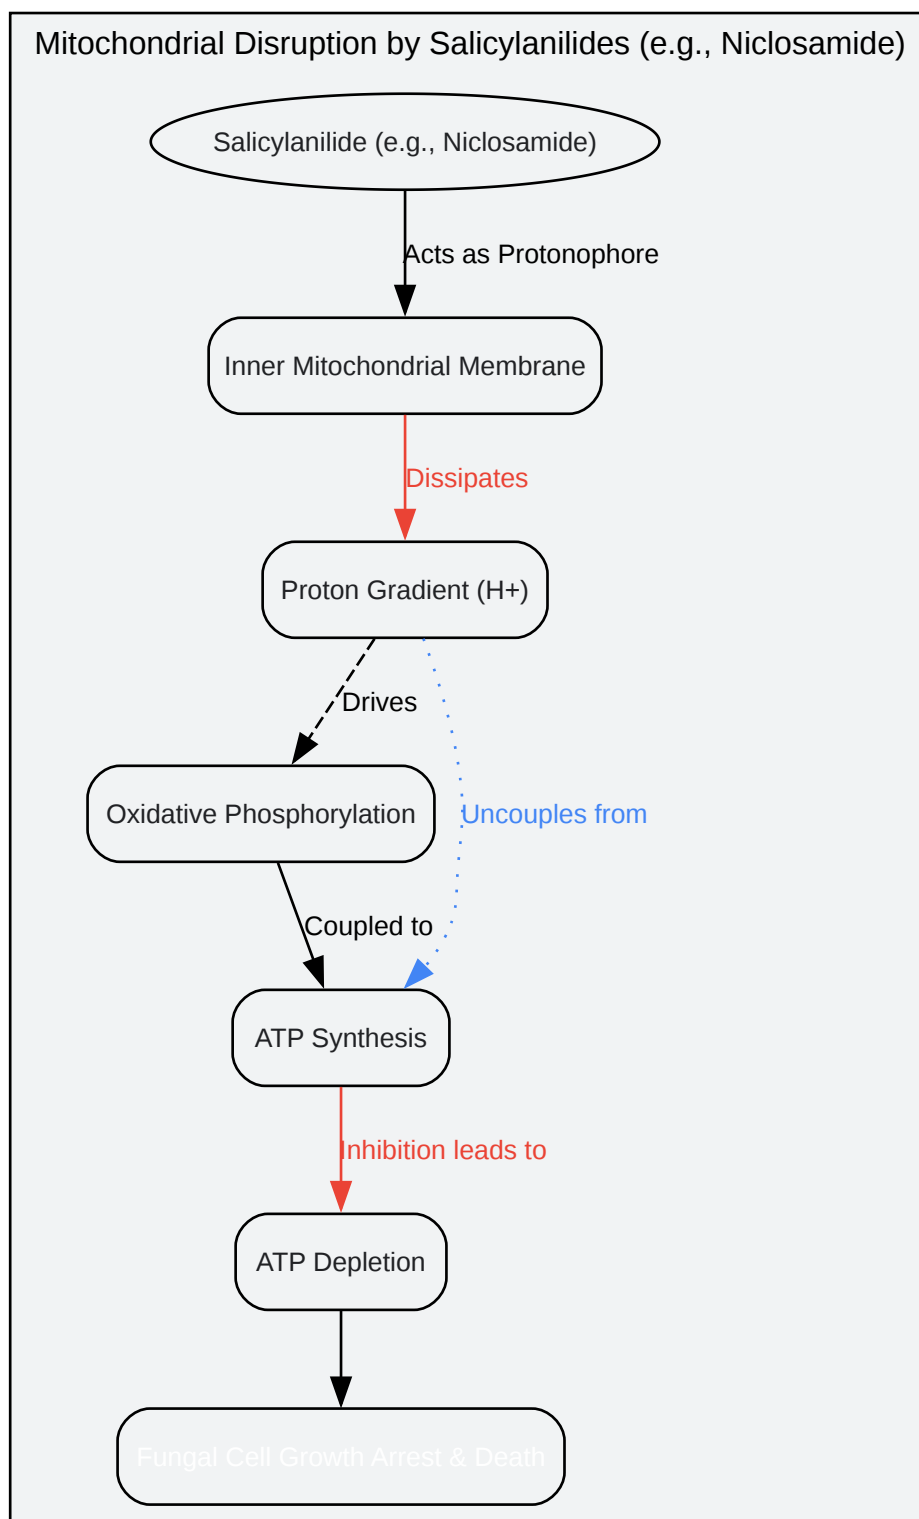 Mitochondrial Disruption by Salicylanilides (e.g., Niclosamide)
Salicylanilide (e.g., Niclosamide)
Acts as Protonophore
Inner Mitochondrial Membrane
Dissipates
Proton Gradient (H+)
Drives
Oxidative Phosphorylation
Uncouples from
Coupled to
ATP Synthesis
Inhibition leads to
ATP Depletion
Fungal Cell Growth Arrest & Death